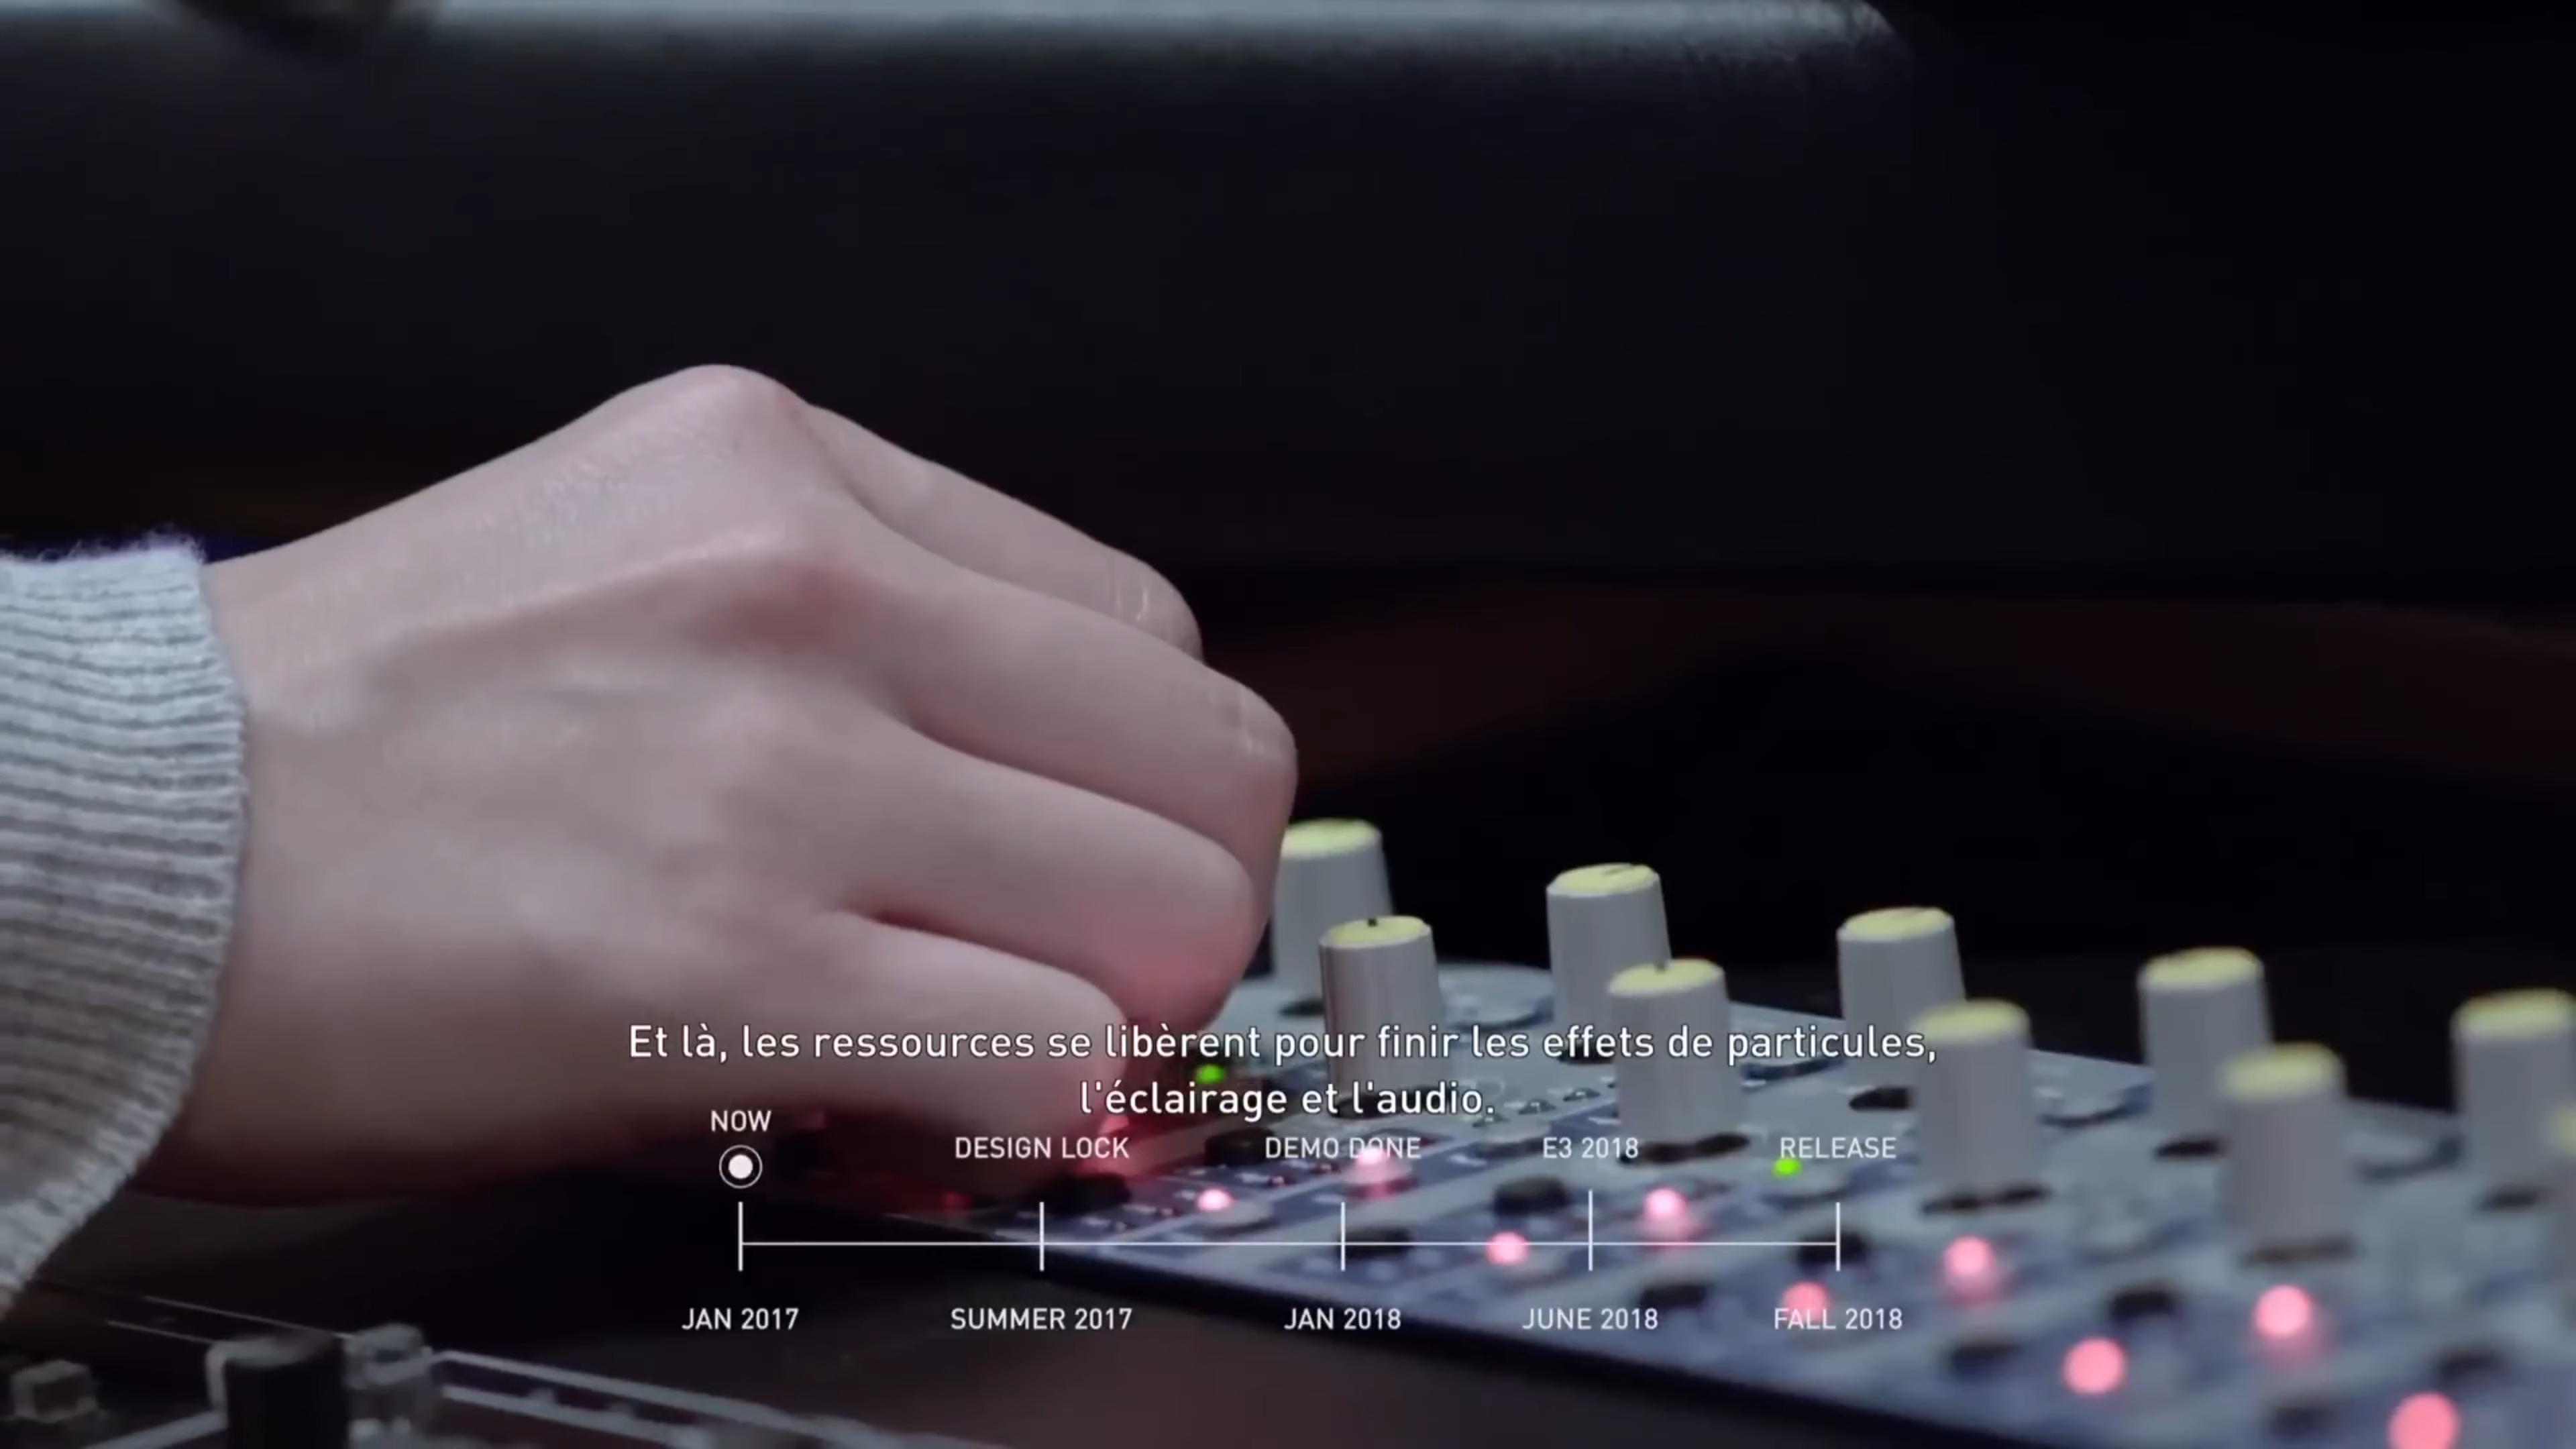 Et là, les ressources se libèrent pour finir les effets de particules,
l'éclairage et l'audio.
NOW
DESIGN LOCK
DEMO DONE
E3 2018
RELEASE
JAN 2017
SUMMER 2017
JAN 2018
JUNE 2018
FALL 2018